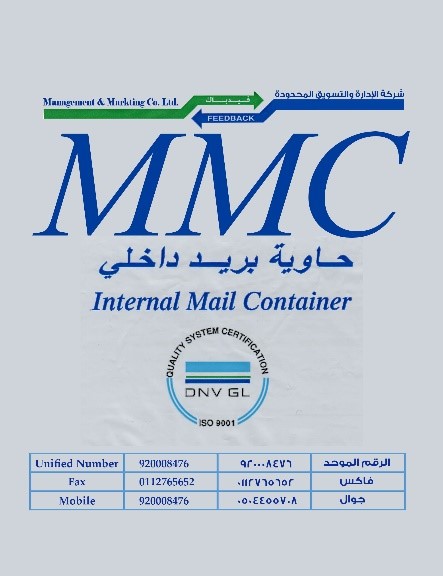 Management & Markting Co. Ltd. فيدباك شركة الإدارة والتسويق المحدودة
FEEDBACK
MMC
حاوية بريد داخلي
Internal Mail Container
QUALITY SYSTEM CERTIFICATION
DNV GL
ISO 9001
Unified Number 920008476 ٩٢٠٠٠٨٤٧٦ الرقم الموحد
Fax 0112765652 ٠١١٢٧٦٥٦٥٢ فاكس
Mobile 920008476 ٠٥٠٤٤٥٥٧٠٨ جوال